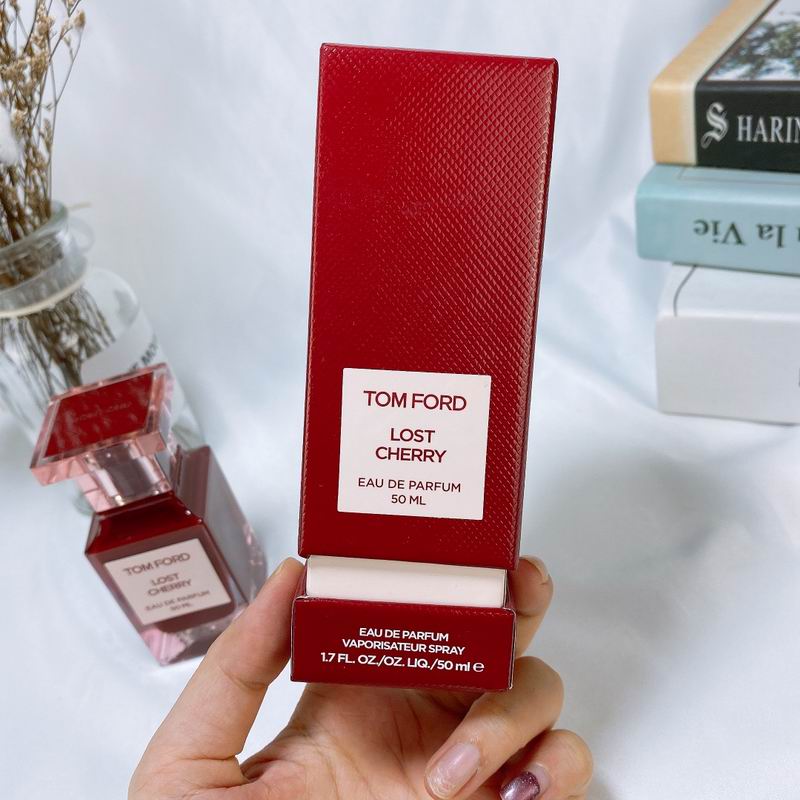 S HARIN
a la Vie
TOM FORD
LOST
CHERRY
EAU DE PARFUM
50 ML
EAU DE PARFUM
VAPORISATEUR SPRAY
1.7 FL. OZ./OZ. LIQ./50 ml e
TOM FORD
LOST
CHERRY
EAU DE PARFUM
50 ML